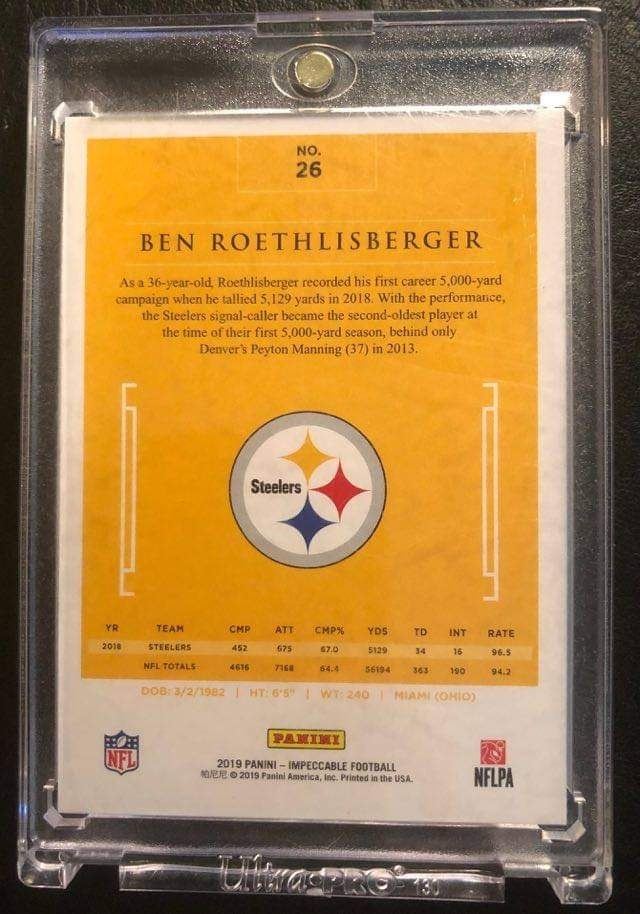 NO.
26
BEN ROETHLISBERGER
As a 36-year-old, Roethlisberger recorded his first career 5,000-yard
campaign when he tallied 5,129 yards in 2018. With the performance,
the Steelers signal-caller became the second-oldest player at
the time of their first 5,000-yard season, behind only
Denver's Peyton Manning (37) in 2013.
Steelers
YR TEAM CMP ATT CMP% YDS TD INT RATE
2018 STEELERS 452 675 67.0 5129 34 16 96.5
NFL TOTALS 4616 7168 64.4 56194 363 190 94.2
DOB: 3/2/1982 | HT: 6'5" | WT: 240 | MIAMI (OHIO)
NFL
PANINI
NFLPA
2019 PANINI – IMPECCABLE FOOTBALL
帕尼尼 © 2019 Panini America, Inc. Printed in the USA.
Ultra PRO 130